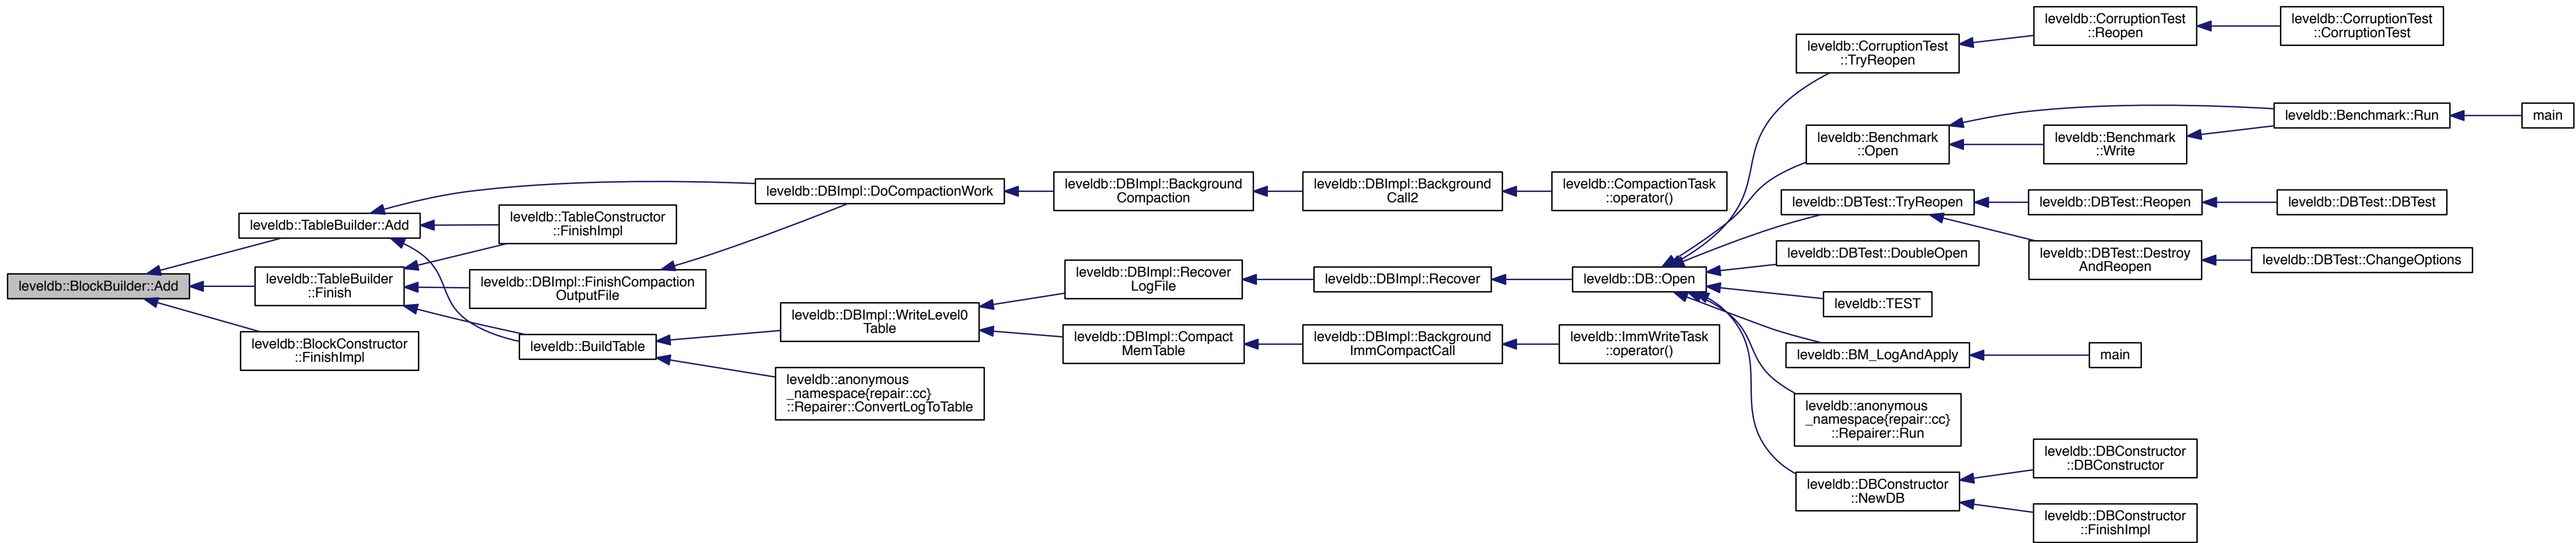 leveldb::BlockBuilder::Add
leveldb::TableBuilder::Add
leveldb::TableBuilder
::Finish
leveldb::BlockConstructor
::FinishImpl
leveldb::TableConstructor
::FinishImpl
leveldb::DBImpl::FinishCompaction
OutputFile
leveldb::BuildTable
leveldb::DBImpl::DoCompactionWork
leveldb::DBImpl::WriteLevel0
Table
leveldb::anonymous
_namespace{repair::cc}
::Repairer::ConvertLogToTable
leveldb::DBImpl::Background
Compaction
leveldb::DBImpl::Recover
LogFile
leveldb::DBImpl::Compact
MemTable
leveldb::DBImpl::Background
Call2
leveldb::DBImpl::Recover
leveldb::DBImpl::Background
ImmCompactCall
leveldb::CompactionTask
::operator()
leveldb::DB::Open
leveldb::ImmWriteTask
::operator()
leveldb::CorruptionTest
::TryReopen
leveldb::Benchmark
::Open
leveldb::DBTest::TryReopen
leveldb::DBTest::DoubleOpen
leveldb::TEST
leveldb::BM_LogAndApply
leveldb::anonymous
_namespace{repair::cc}
::Repairer::Run
leveldb::DBConstructor
::NewDB
leveldb::CorruptionTest
::Reopen
leveldb::Benchmark
::Write
leveldb::DBTest::Reopen
leveldb::DBTest::Destroy
AndReopen
main
leveldb::DBConstructor
::DBConstructor
leveldb::DBConstructor
::FinishImpl
leveldb::CorruptionTest
::CorruptionTest
leveldb::Benchmark::Run
leveldb::DBTest::DBTest
leveldb::DBTest::ChangeOptions
main